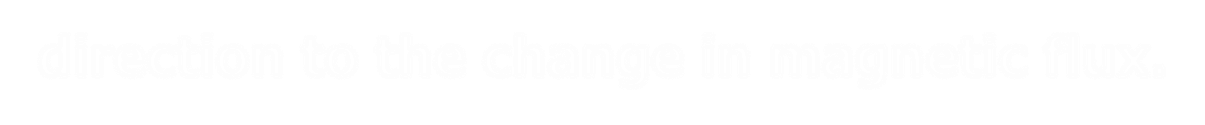 direction to the change in magnetic flux.